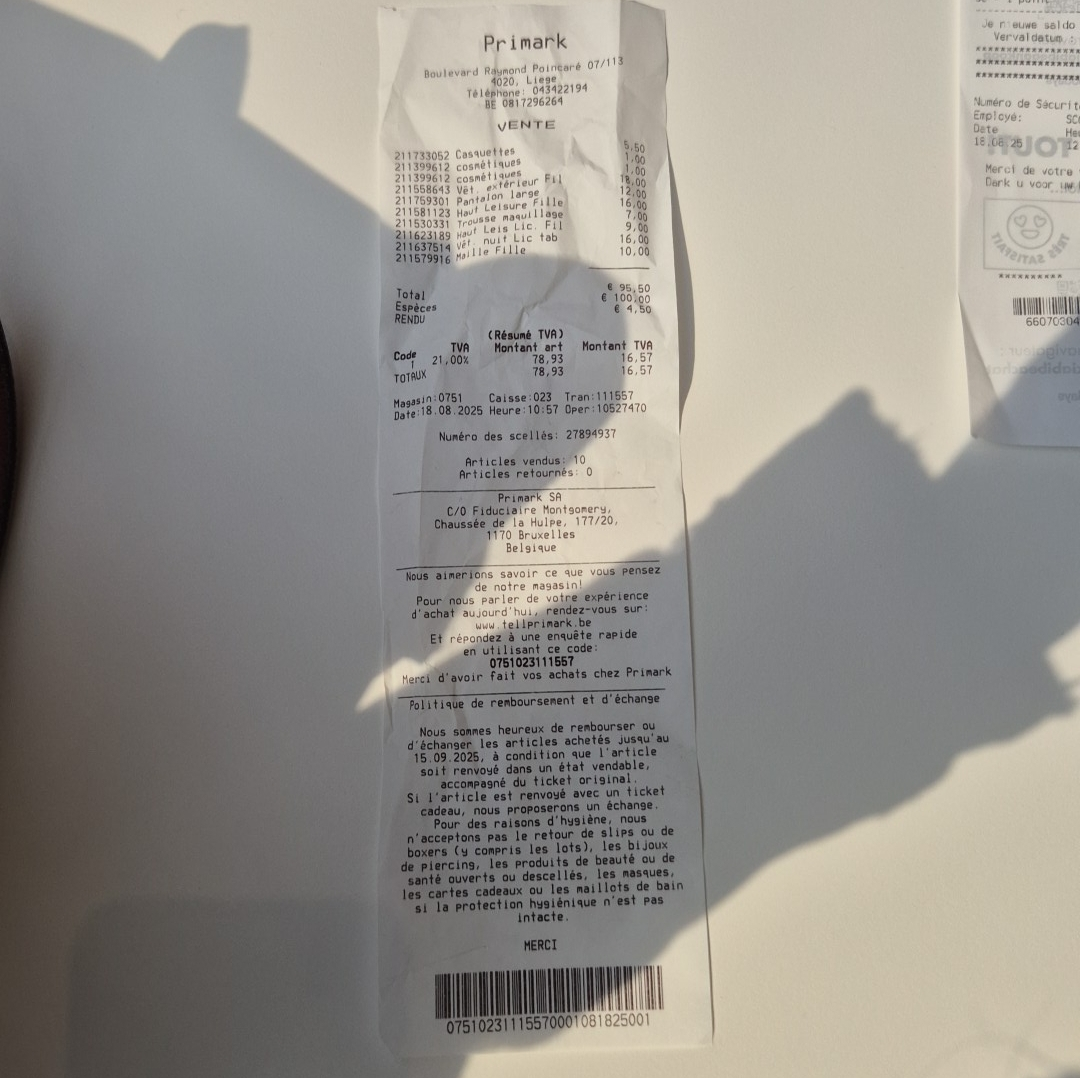 Primark
Boulevard Raymond Poincaré 07/113
4020, Liege
Téléphone: 043422194
BE 0817296264
VENTE
211733052 Casquettes 5,50
211399612 cosmétiques 1,00
211399612 cosmétiques 1,00
211558643 Vêt. extérieur Fil 18,00
211759301 Pantalon large 12,00
211581123 Haut Leisure Fille 16,00
211530331 Trousse maquillage 7,00
211623189 Haut Leis Lic. Fil 9,00
211637514 Vêt. nuit Lic tab 16,00
211579916 Maille Fille 10,00
Total € 95,50
Espèces € 100,00
RENDU € 4,50
(Résumé TVA)
Code TVA Montant art Montant TVA
1 21,00% 78,93 16,57
TOTAUX 78,93 16,57
Magasin:0751 Caisse:023 Tran:111557
Date:18.08.2025 Heure:10:57 Oper:10527470
Numéro des scellés: 27894937
Articles vendus: 10
Articles retournés: 0
Primark SA
C/O Fiduciaire Montgomery,
Chaussée de la Hulpe, 177/20,
1170 Bruxelles
Belgique
Nous aimerions savoir ce que vous pensez
de notre magasin!
Pour nous parler de votre expérience
d'achat aujourd'hui, rendez-vous sur:
www.tellprimark.be
Et répondez à une enquête rapide
en utilisant ce code:
0751023111557
Merci d'avoir fait vos achats chez Primark
Politique de remboursement et d'échange
Nous sommes heureux de rembourser ou
d'échanger les articles achetés jusqu'au
15.09.2025, à condition que l'article
soit renvoyé dans un état vendable,
accompagné du ticket original.
Si l'article est renvoyé avec un ticket
cadeau, nous proposerons un échange.
Pour des raisons d'hygiène, nous
n'acceptons pas le retour de slips ou de
boxers (y compris les lots), les bijoux
de piercing, les produits de beauté ou de
santé ouverts ou descellés, les masques,
les cartes cadeaux ou les maillots de bain
si la protection hygiénique n'est pas
intacte.
MERCI
07510231115570001081825001
Je nieuwe saldo
Vervaldatum :
*****************
*****************
*****************
Numéro de Sécurit
Employé: SC
Date He
18.08.25 12
Merci de votre
Dank u voor uw
TRÈS SATISFAIT
**********
66070304